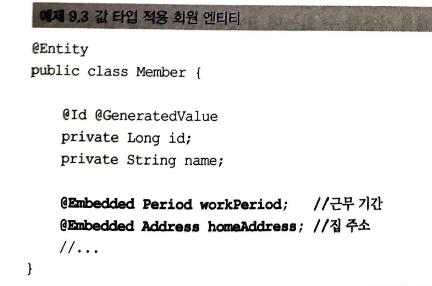 예제 9.3 값 타입 적용 회원 엔티티
@Entity
public class Member {
@Id @GeneratedValue
private Long id;
private String name;
@Embedded Period workPeriod;   //근무 기간
@Embedded Address homeAddress; //집 주소
//...
}